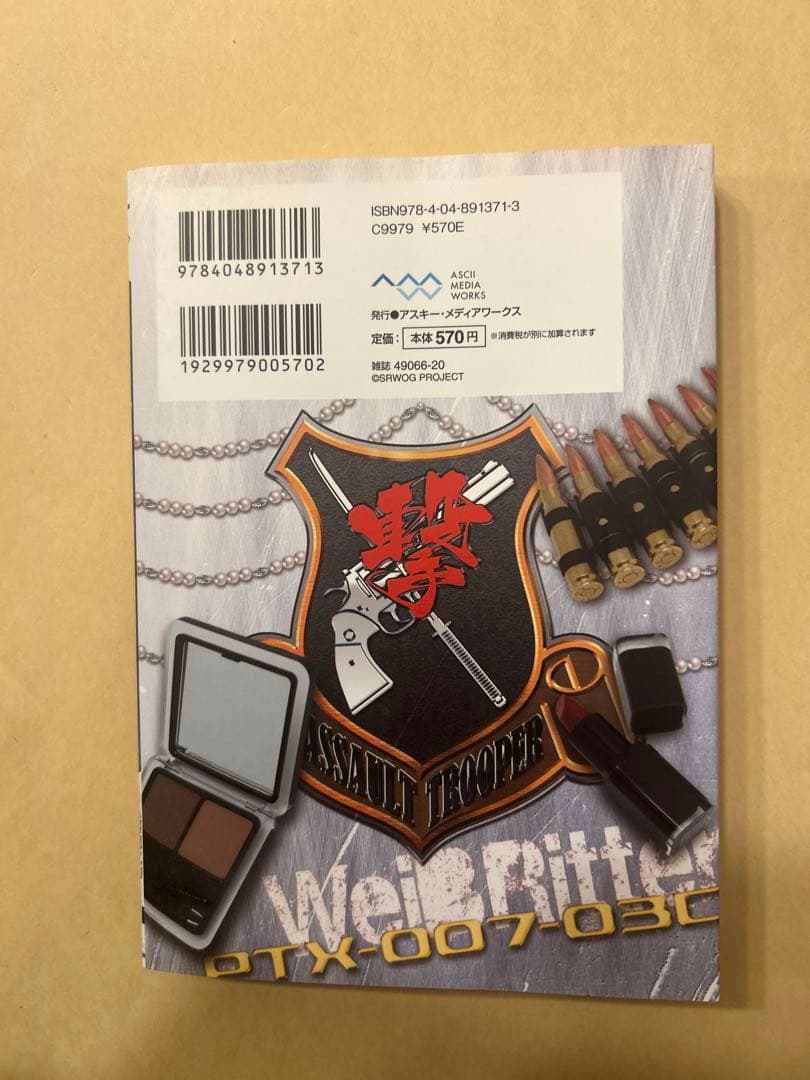 ISBN978-4-04-891371-3
C9979 ¥570E
9784048913713
ASCII
MEDIA
WORKS
発行●アスキー・メディアワークス
定価：本体570円 ※消費税が別に加算されます
1929979005702
雑誌 49066-20
©SRWOG PROJECT
撃
ASSAULT TROOPER
WeißRitter
PTX-007-03C